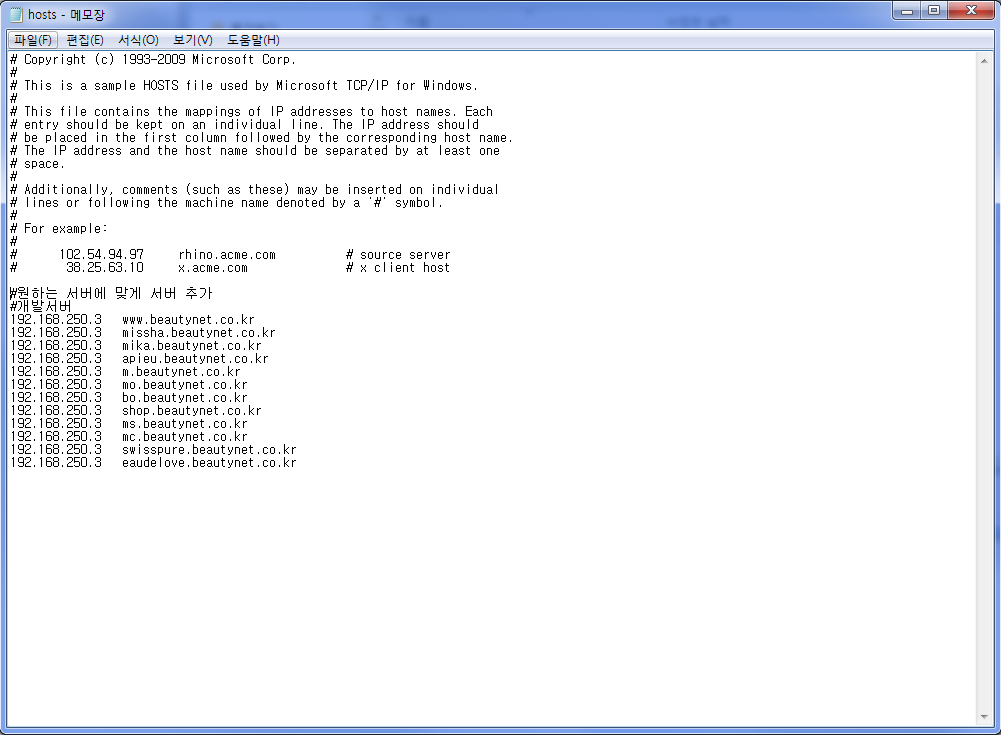 hosts - 메모장
파일(F) 편집(E) 서식(O) 보기(V) 도움말(H)
# Copyright (c) 1993-2009 Microsoft Corp.
#
# This is a sample HOSTS file used by Microsoft TCP/IP for Windows.
#
# This file contains the mappings of IP addresses to host names. Each
# entry should be kept on an individual line. The IP address should
# be placed in the first column followed by the corresponding host name.
# The IP address and the host name should be separated by at least one
# space.
#
# Additionally, comments (such as these) may be inserted on individual
# lines or following the machine name denoted by a '#' symbol.
#
# For example:
#
#      102.54.94.97     rhino.acme.com          # source server
#       38.25.63.10     x.acme.com              # x client host
#원하는 서버에 맞게 서버 추가
#개발서버
192.168.250.3   www.beautynet.co.kr
192.168.250.3   missha.beautynet.co.kr
192.168.250.3   mika.beautynet.co.kr
192.168.250.3   apieu.beautynet.co.kr
192.168.250.3   m.beautynet.co.kr
192.168.250.3   mo.beautynet.co.kr
192.168.250.3   bo.beautynet.co.kr
192.168.250.3   shop.beautynet.co.kr
192.168.250.3   ms.beautynet.co.kr
192.168.250.3   mc.beautynet.co.kr
192.168.250.3   swisspure.beautynet.co.kr
192.168.250.3   eaudelove.beautynet.co.kr